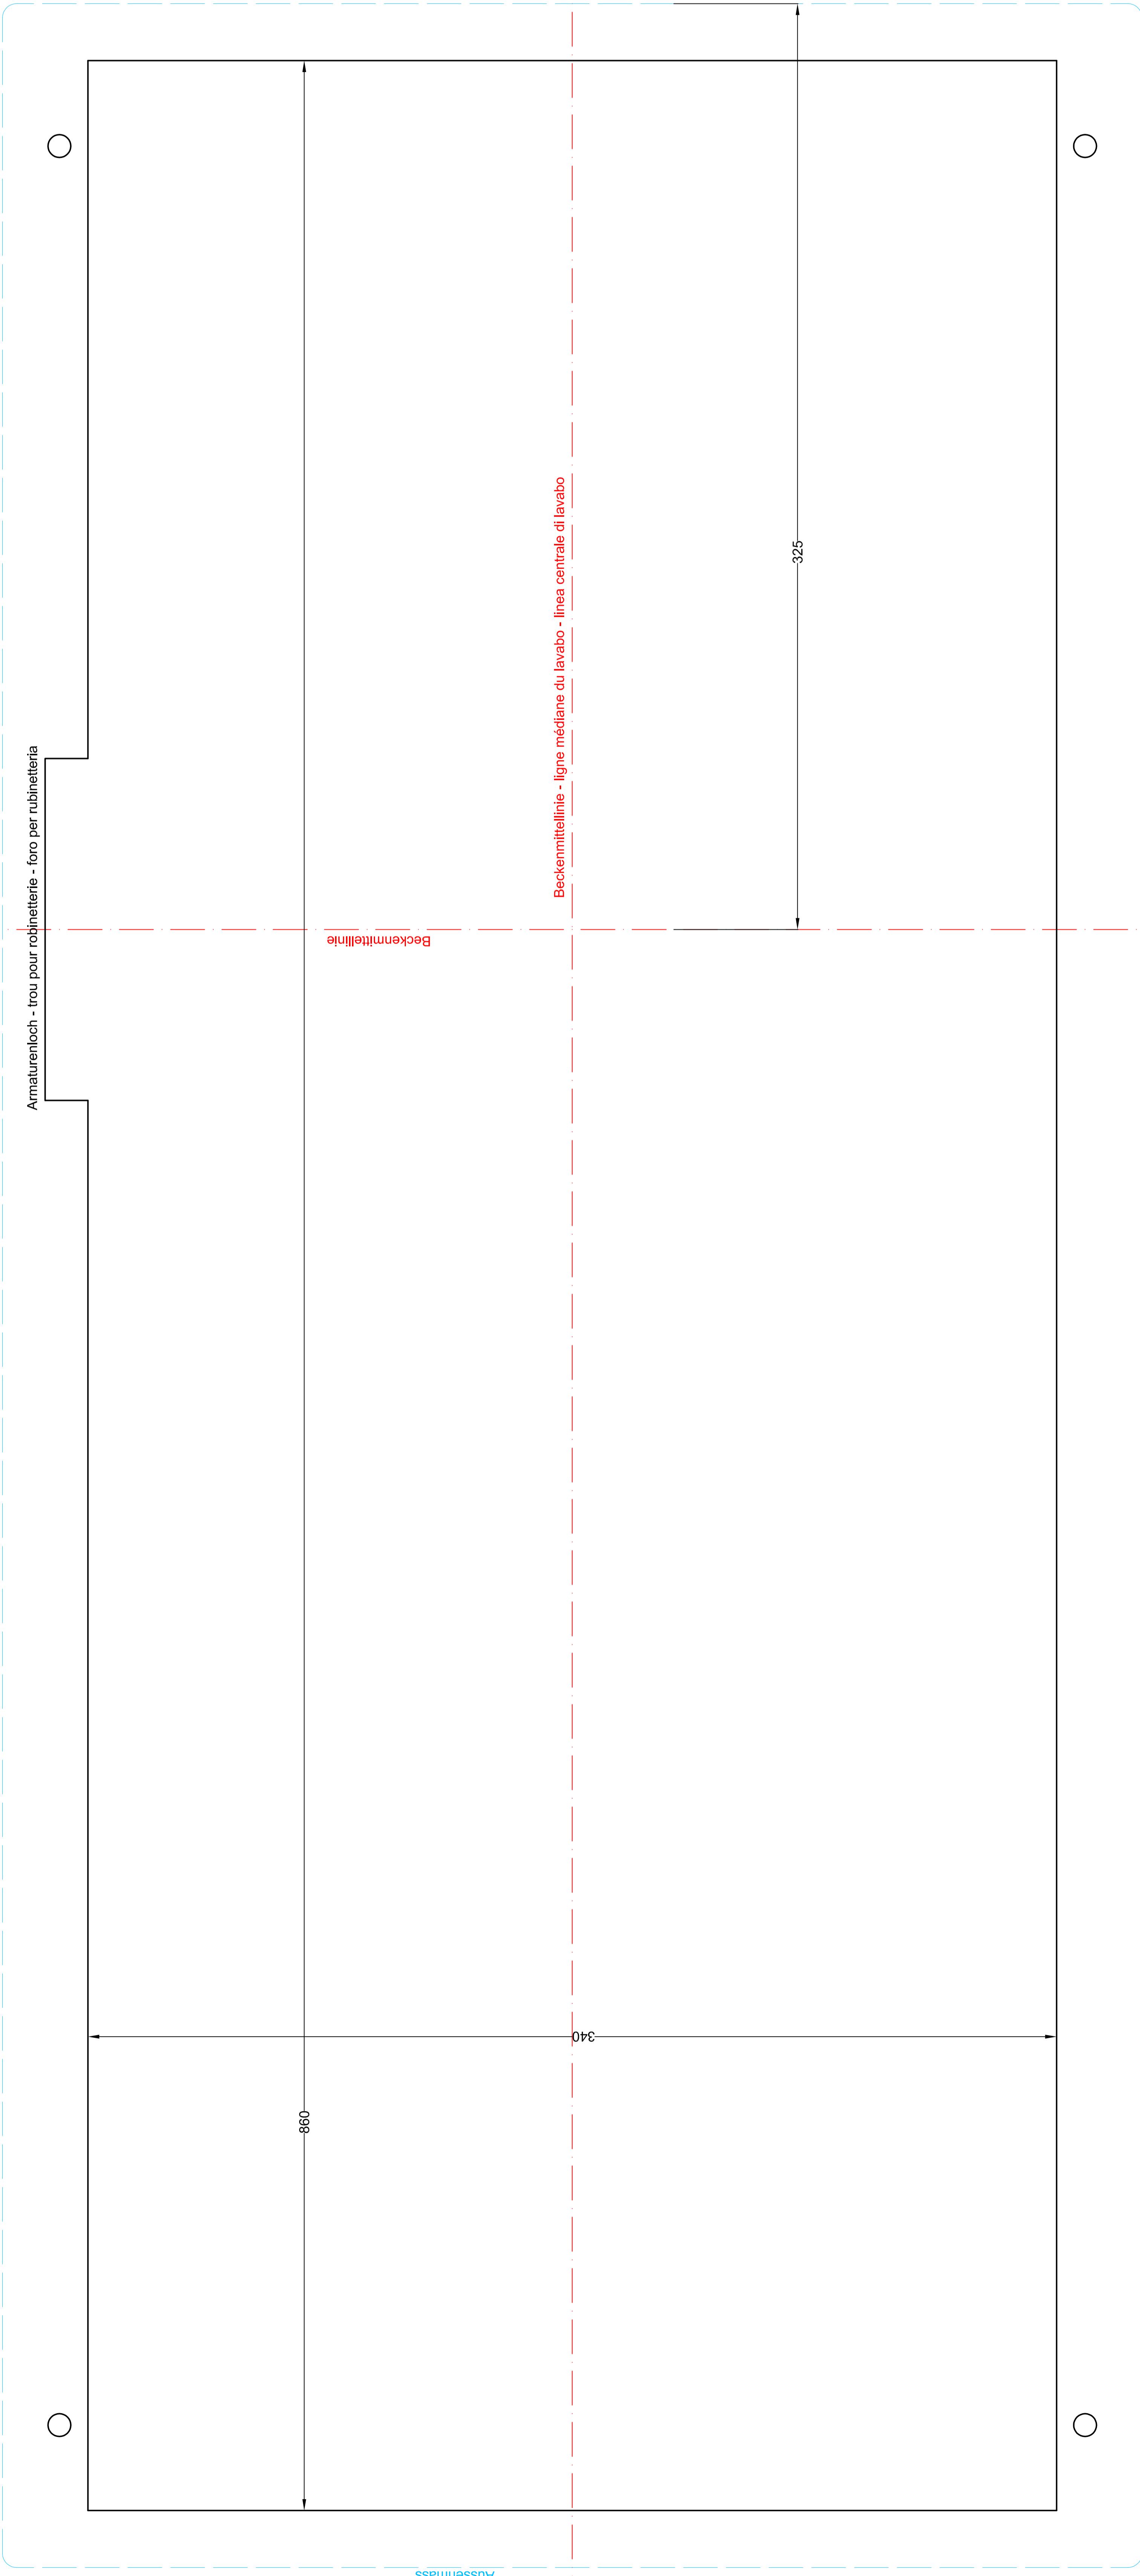 325
Beckenmittellinie - ligne médiane du lavabo - linea centrale di lavabo
Armaturenloch - trou pour robinetterie - foro per rubinetteria
Beckenmittellinie
340
860
Aussenmass